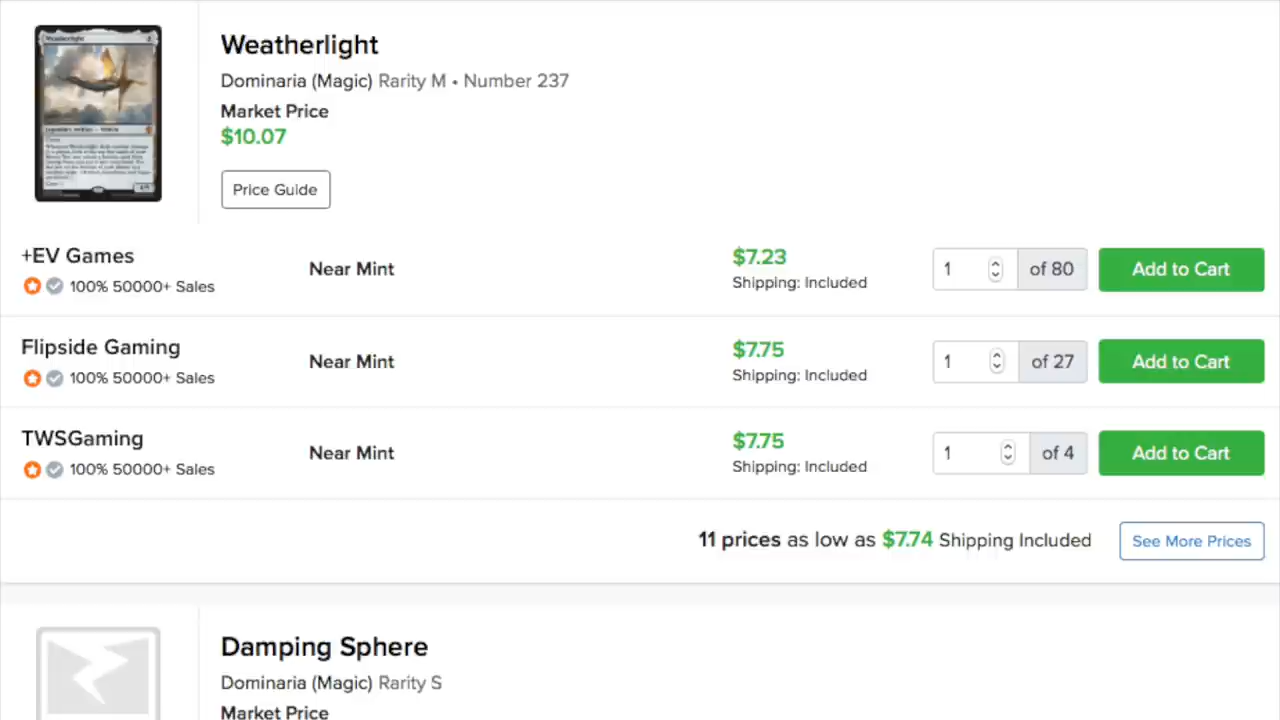 Weatherlight
Weatherlight
Dominaria (Magic) Rarity M • Number 237
Market Price
$10.07
Price Guide
+EV Games
100% 50000+ Sales
Near Mint
$7.23
Shipping: Included
1
of 80
Add to Cart
Flipside Gaming
100% 50000+ Sales
Near Mint
$7.75
Shipping: Included
1
of 27
Add to Cart
TWSGaming
100% 50000+ Sales
Near Mint
$7.75
Shipping: Included
1
of 4
Add to Cart
11 prices as low as $7.74 Shipping Included
See More Prices
Damping Sphere
Dominaria (Magic) Rarity S
Market Price